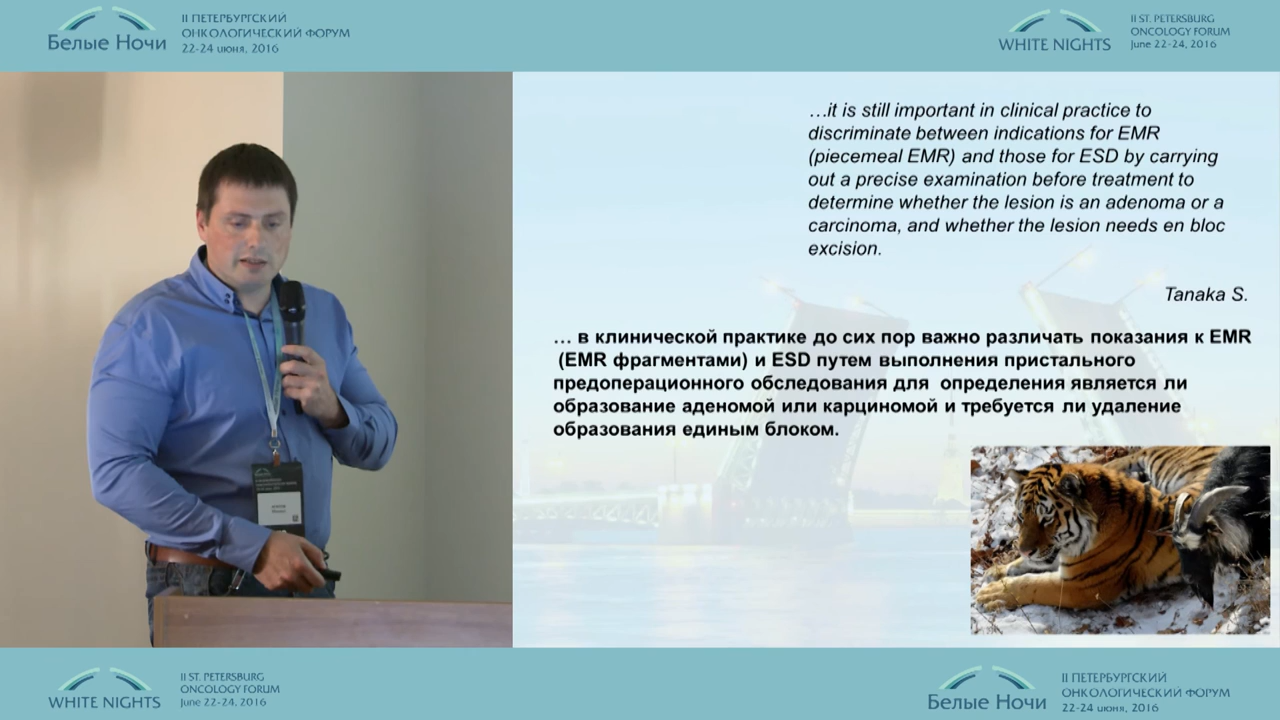 Белые Ночи
II ПЕТЕРБУРГСКИЙ
ОНКОЛОГИЧЕСКИЙ ФОРУМ
22-24 июня, 2016
WHITE NIGHTS
II ST. PETERSBURG
ONCOLOGY FORUM
June 22-24, 2016
…it is still important in clinical practice to
discriminate between indications for EMR
(piecemeal EMR) and those for ESD by carrying
out a precise examination before treatment to
determine whether the lesion is an adenoma or a
carcinoma, and whether the lesion needs en bloc
excision.
Tanaka S.
… в клинической практике до сих пор важно различать показания к EMR
(EMR фрагментами) и ESD путем выполнения пристального
предоперационного обследования для определения является ли
образование аденомой или карциномой и требуется ли удаление
образования единым блоком.
WHITE NIGHTS
II ST. PETERSBURG
ONCOLOGY FORUM
June 22-24, 2016
Белые Ночи
II ПЕТЕРБУРГСКИЙ
ОНКОЛОГИЧЕСКИЙ ФОРУМ
22-24 июня, 2016